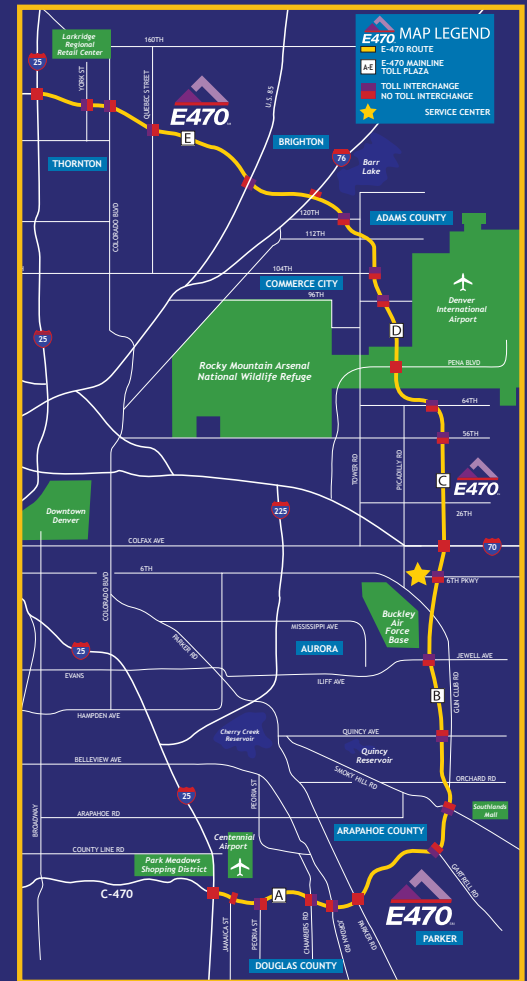 Larkridge
Regional
Retail Center
160TH
25
YORK ST
QUEBEC STREET
U.S. 85
E470
MAP LEGEND
E-470 ROUTE
A-E
E-470 MAINLINE
TOLL PLAZA
TOLL INTERCHANGE
NO TOLL INTERCHANGE
SERVICE CENTER
E470
E
BRIGHTON
76
Barr
Lake
THORNTON
COLORADO BLVD
120TH
ADAMS COUNTY
112TH
104TH
COMMERCE CITY
96TH
Denver
International
Airport
D
25
Rocky Mountain Arsenal
National Wildlife Refuge
PENA BLVD
64TH
56TH
TOWER RD
PICADILLY RD
C
E470
26TH
Downtown
Denver
225
COLFAX AVE
70
6TH
6TH PKWY
COLORADO BLVD
Buckley
Air
Force
Base
MISSISSIPPI AVE
PARKER RD
25
AURORA
JEWELL AVE
EVANS
ILIFF AVE
GUN CLUB RD
B
HAMPDEN AVE
Cherry Creek
Reservoir
QUINCY AVE
Quincy
Reservoir
BELLEVIEW AVE
SMOKY HILL RD
ORCHARD RD
PEORIA ST
25
BROADWAY
ARAPAHOE RD
Southlands
Mall
ARAPAHOE COUNTY
Centennial
Airport
COUNTY LINE RD
Park Meadows
Shopping District
GARTRELL RD
C-470
A
E470
JAMAICA ST
PEORIA ST
CHAMBERS RD
JORDAN RD
PARKER RD
PARKER
DOUGLAS COUNTY